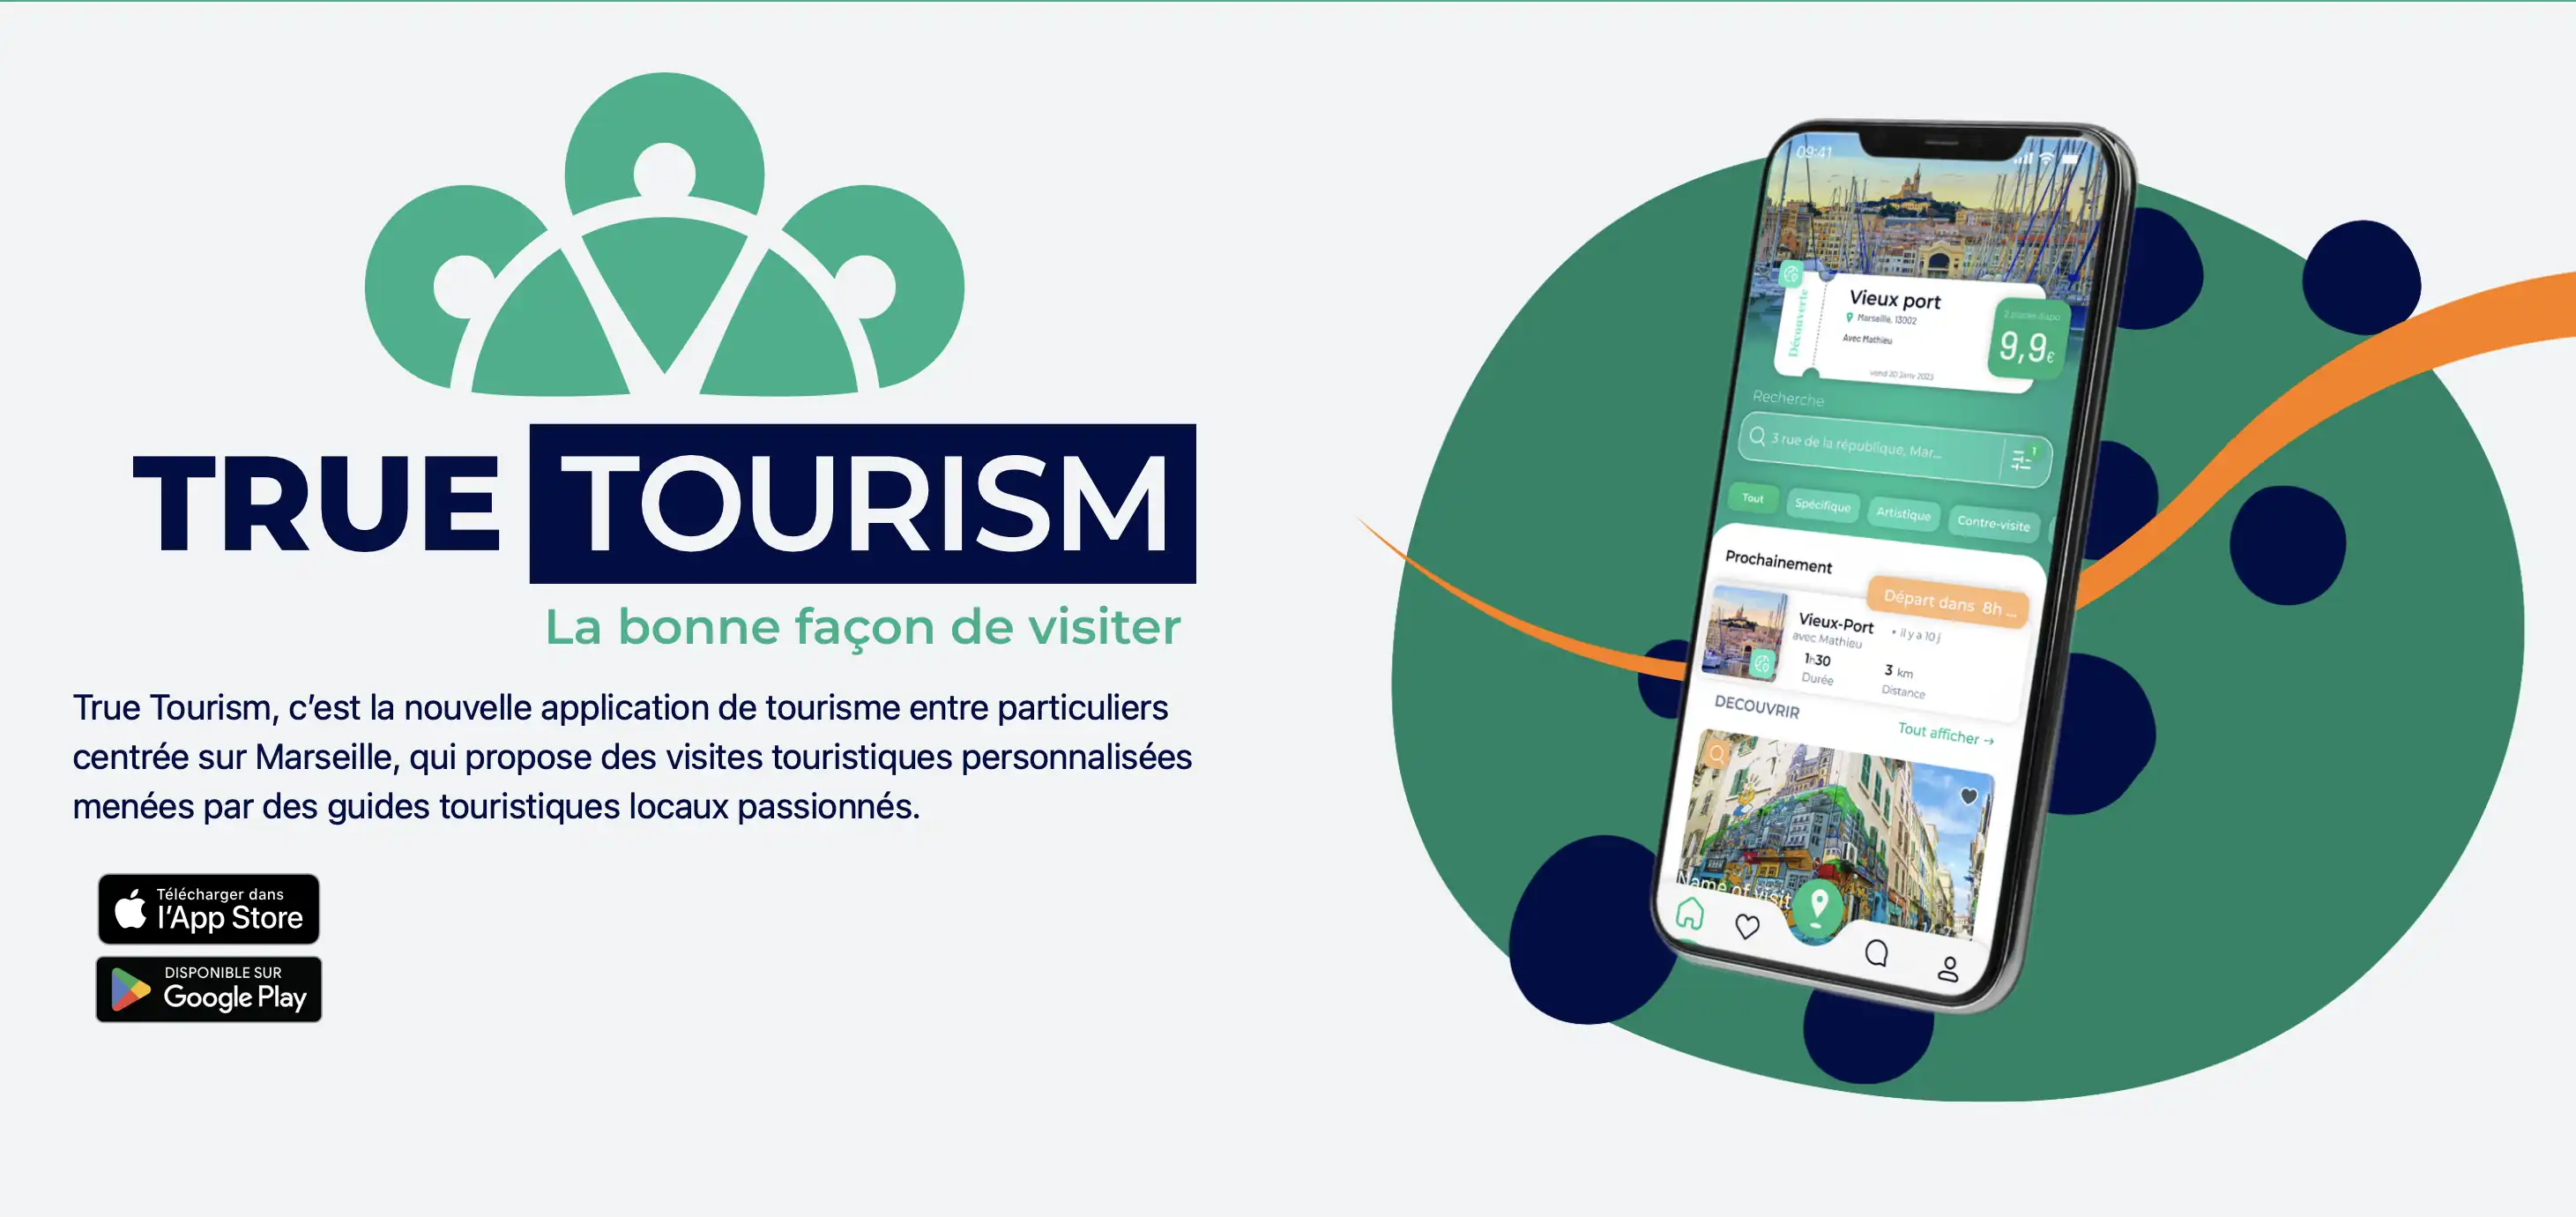 TRUE TOURISM
La bonne façon de visiter
True Tourism, c’est la nouvelle application de tourisme entre particuliers
centrée sur Marseille, qui propose des visites touristiques personnalisées
menées par des guides touristiques locaux passionnés.
Télécharger dans
l’App Store
DISPONIBLE SUR
Google Play
09:41
Découverte
Vieux port
Marseille, 13002
Avec Mathieu
vend 20 Janv 2023
2 places dispo
9,9€
Recherche
3 rue de la république, Mar...
1
Tout
Spécifique
Artistique
Contre-visite
Prochainement
Départ dans 8h ...
Vieux-Port
• il y a 10 j
avec Mathieu
1h30
3 km
Durée
Distance
DECOUVRIR
Tout afficher →
Name of visit